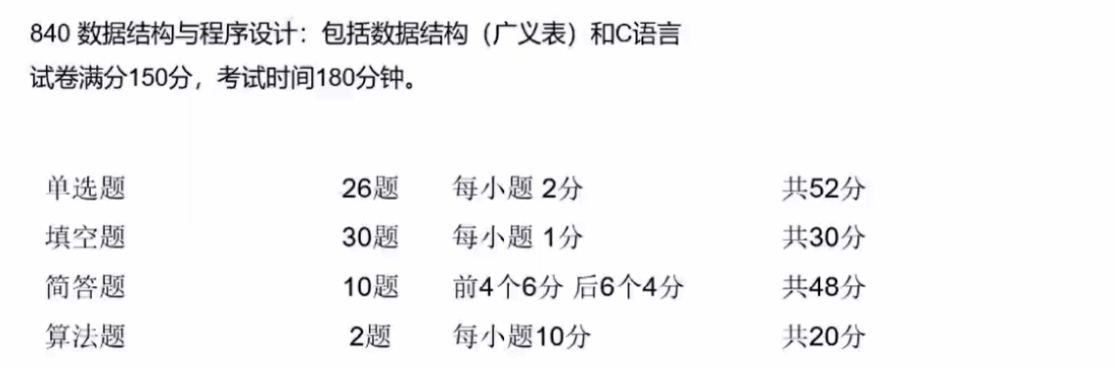 840 数据结构与程序设计：包括数据结构（广义表）和C语言
试卷满分150分，考试时间180分钟。
单选题 26题 每小题 2分 共52分
填空题 30题 每小题 1分 共30分
简答题 10题 前4个6分 后6个4分 共48分
算法题 2题 每小题10分 共20分